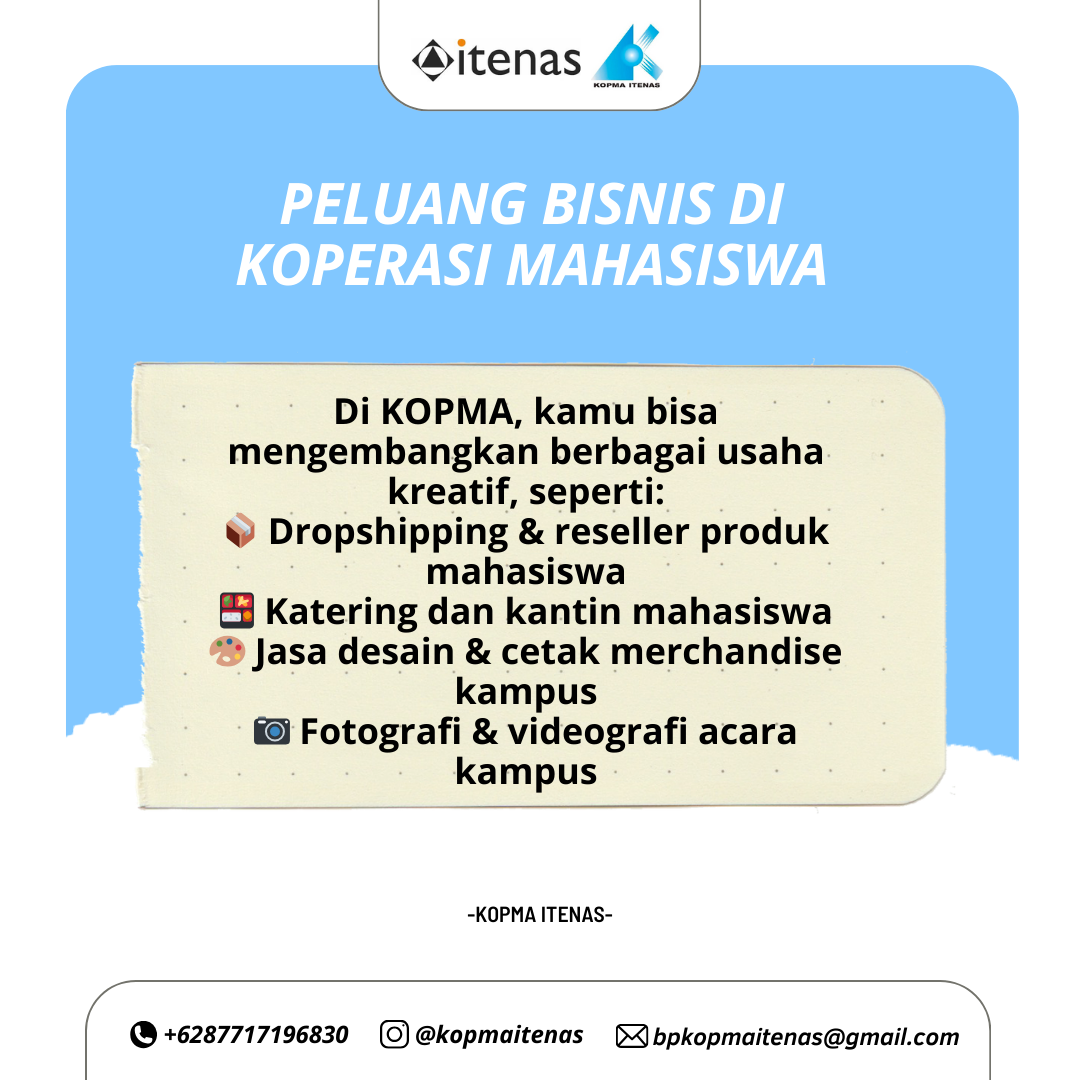 itenas
KOPMA ITENAS
PELUANG BISNIS DI
KOPERASI MAHASISWA
Di KOPMA, kamu bisa
mengembangkan berbagai usaha
kreatif, seperti:
📦 Dropshipping & reseller produk
mahasiswa
🍱 Katering dan kantin mahasiswa
🎨 Jasa desain & cetak merchandise
kampus
📷 Fotografi & videografi acara
kampus
-KOPMA ITENAS-
+6287717196830 @kopmaitenas bpkopmaitenas@gmail.com